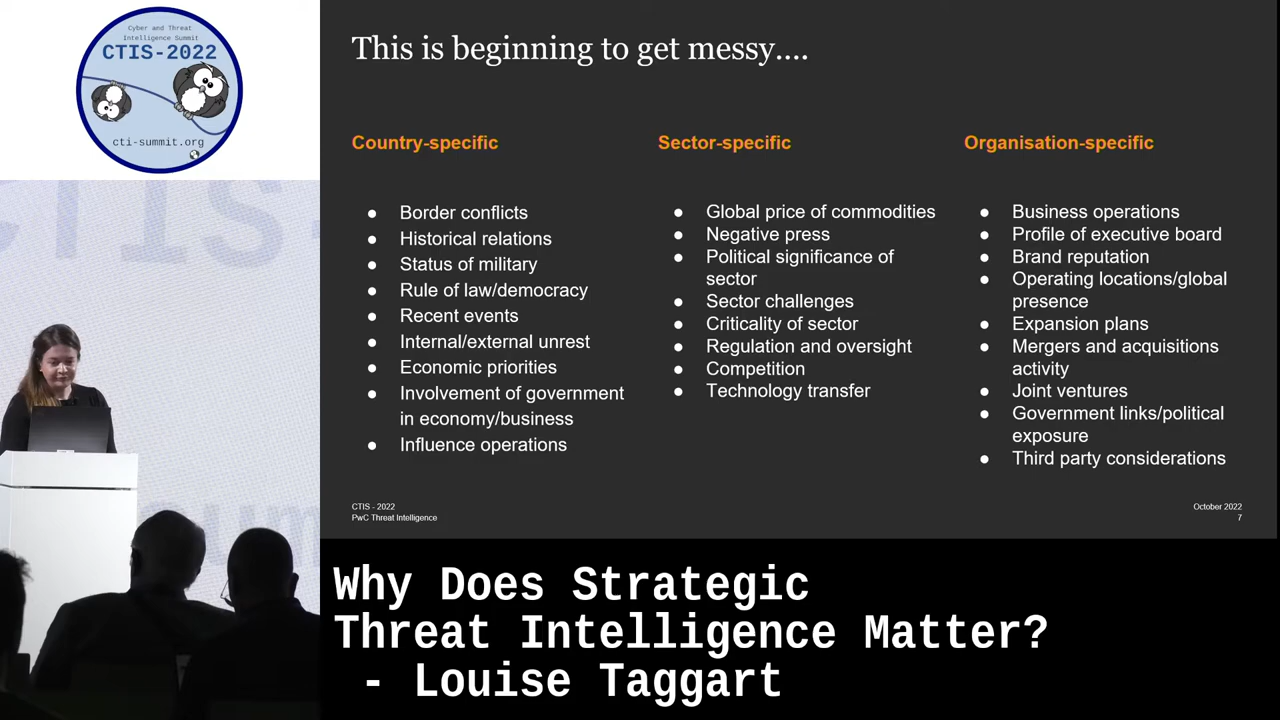 Cyber and Threat
Intelligence Summit
CTIS-2022
cti-summit.org
CTIS
This is beginning to get messy....
Country-specific
Border conflicts
Historical relations
Status of military
Rule of law/democracy
Recent events
Internal/external unrest
Economic priorities
Involvement of government
in economy/business
Influence operations
Sector-specific
Global price of commodities
Negative press
Political significance of
sector
Sector challenges
Criticality of sector
Regulation and oversight
Competition
Technology transfer
Organisation-specific
Business operations
Profile of executive board
Brand reputation
Operating locations/global
presence
Expansion plans
Mergers and acquisitions
activity
Joint ventures
Government links/political
exposure
Third party considerations
CTIS - 2022
PwC Threat Intelligence
October 2022
7
Why Does Strategic
Threat Intelligence Matter?
- Louise Taggart